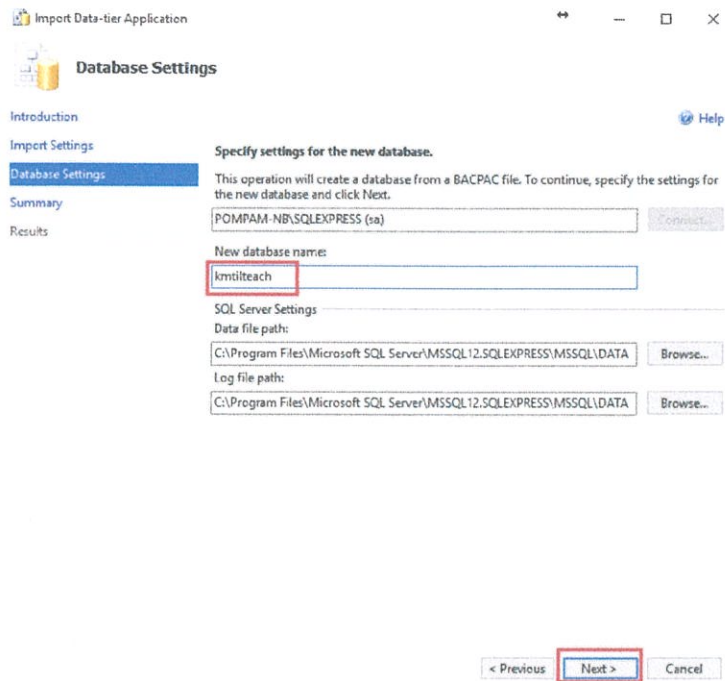 Import Data-tier Application
Database Settings
Introduction
Help
Import Settings
Database Settings
Summary
Results
Specify settings for the new database.
This operation will create a database from a BACPAC file. To continue, specify the settings for
the new database and click Next.
POMPAM-NB\SQLEXPRESS (sa)
Connect...
New database name:
kmtilteach
SQL Server Settings
Data file path:
C:\Program Files\Microsoft SQL Server\MSSQL12.SQLEXPRESS\MSSQL\DATA
Browse...
Log file path:
C:\Program Files\Microsoft SQL Server\MSSQL12.SQLEXPRESS\MSSQL\DATA
Browse...
< Previous
Next >
Cancel